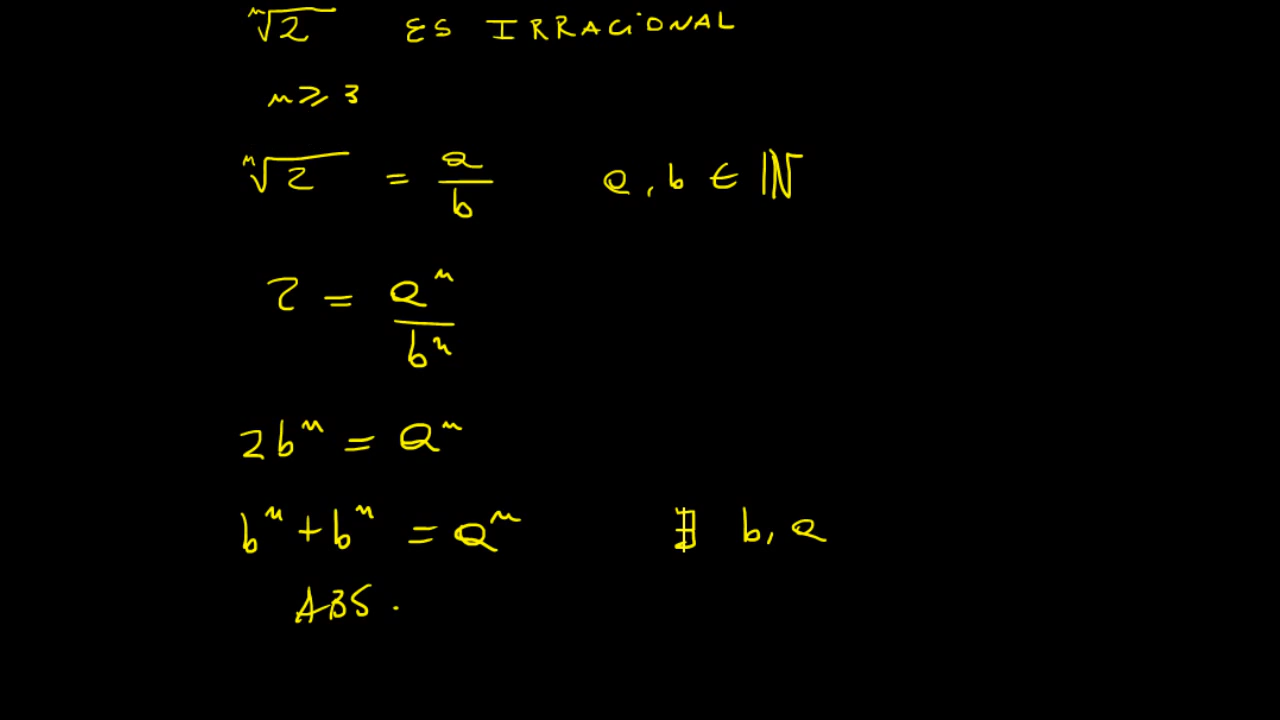 ⁿ√2 ES IRRACIONAL
n ⩾ 3
ⁿ√2 = a/b a, b ∈ ℕ
2 = aⁿ/bⁿ
2bⁿ = aⁿ
bⁿ + bⁿ = aⁿ ∄ b, a
ABS.